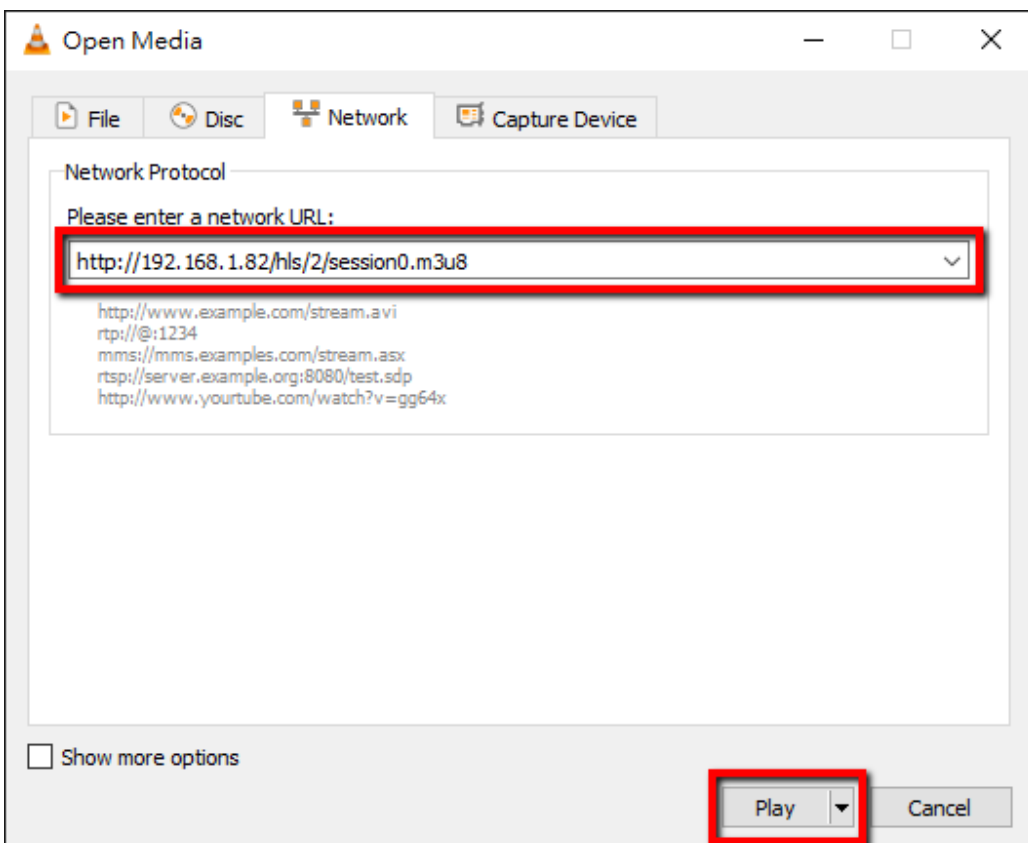 Open Media
File Disc Network Capture Device
Network Protocol
Please enter a network URL:
http://192.168.1.82/hls/2/session0.m3u8
http://www.example.com/stream.avi
rtp://@:1234
mms://mms.examples.com/stream.asx
rtsp://server.example.org:8080/test.sdp
http://www.yourtube.com/watch?v=gg64x
Show more options
Play Cancel